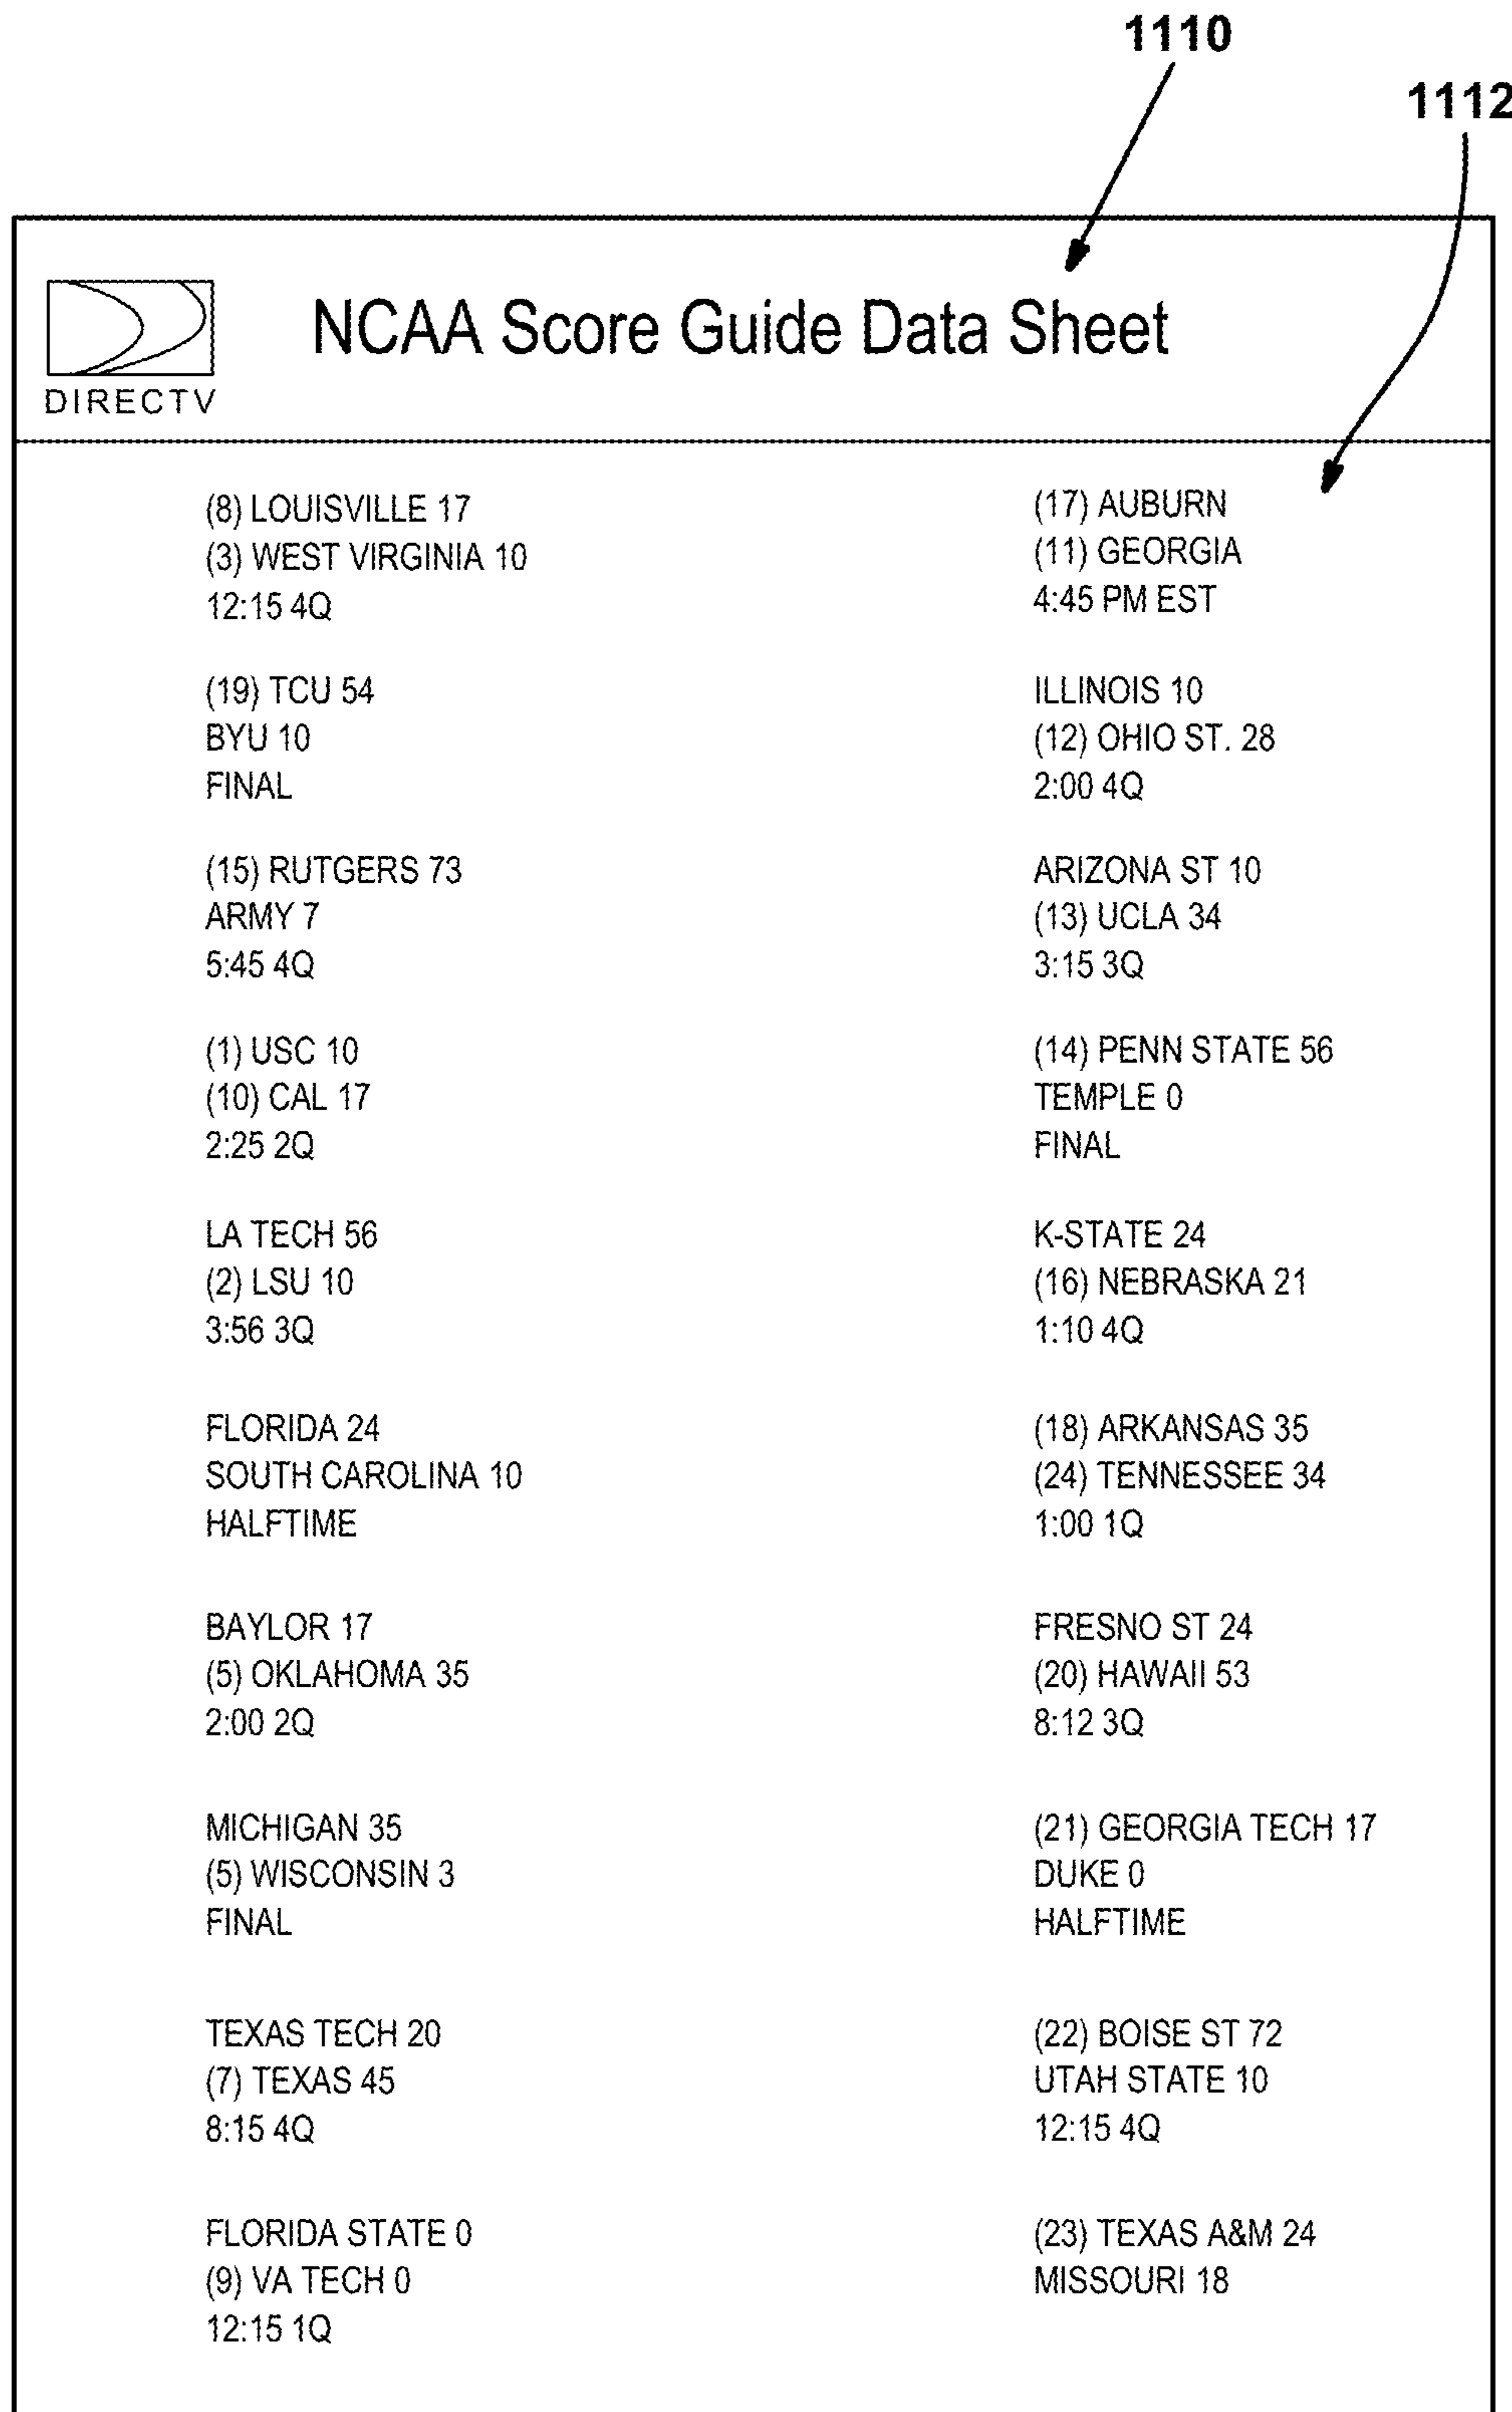 1110
1112
NCAA Score Guide Data Sheet
DIRECTV
(8) LOUISVILLE 17
(3) WEST VIRGINIA 10
12:15 4Q
(19) TCU 54
BYU 10
FINAL
(15) RUTGERS 73
ARMY 7
5:45 4Q
(1) USC 10
(10) CAL 17
2:25 2Q
LA TECH 56
(2) LSU 10
3:56 3Q
FLORIDA 24
SOUTH CAROLINA 10
HALFTIME
BAYLOR 17
(5) OKLAHOMA 35
2:00 2Q
MICHIGAN 35
(5) WISCONSIN 3
FINAL
TEXAS TECH 20
(7) TEXAS 45
8:15 4Q
FLORIDA STATE 0
(9) VA TECH 0
12:15 1Q
(17) AUBURN
(11) GEORGIA
4:45 PM EST
ILLINOIS 10
(12) OHIO ST. 28
2:00 4Q
ARIZONA ST 10
(13) UCLA 34
3:15 3Q
(14) PENN STATE 56
TEMPLE 0
FINAL
K-STATE 24
(16) NEBRASKA 21
1:10 4Q
(18) ARKANSAS 35
(24) TENNESSEE 34
1:00 1Q
FRESNO ST 24
(20) HAWAII 53
8:12 3Q
(21) GEORGIA TECH 17
DUKE 0
HALFTIME
(22) BOISE ST 72
UTAH STATE 10
12:15 4Q
(23) TEXAS A&M 24
MISSOURI 18